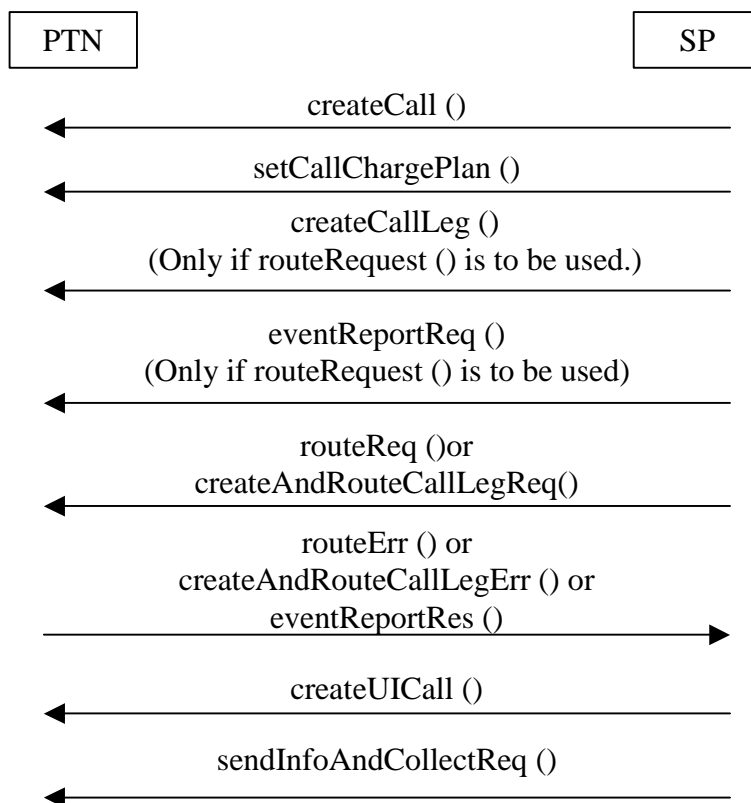 PTN
SP
createCall ()
setCallChargePlan ()
createCallLeg ()
(Only if routeRequest () is to be used.)
eventReportReq ()
(Only if routeRequest () is to be used)
routeReq ()or
createAndRouteCallLegReq()
routeErr () or
createAndRouteCallLegErr () or
eventReportRes ()
createUICall ()
sendInfoAndCollectReq ()